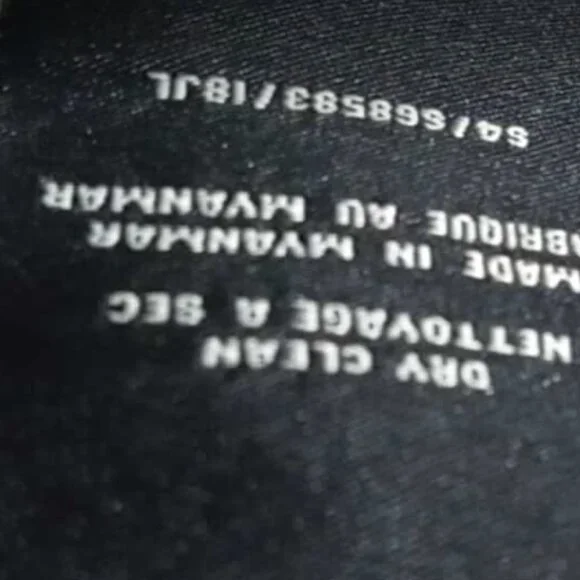 DRY CLEAN
NETTOYAGE A SEC
MADE IN MYANMAR
ABRIQUE AU MYANMAR